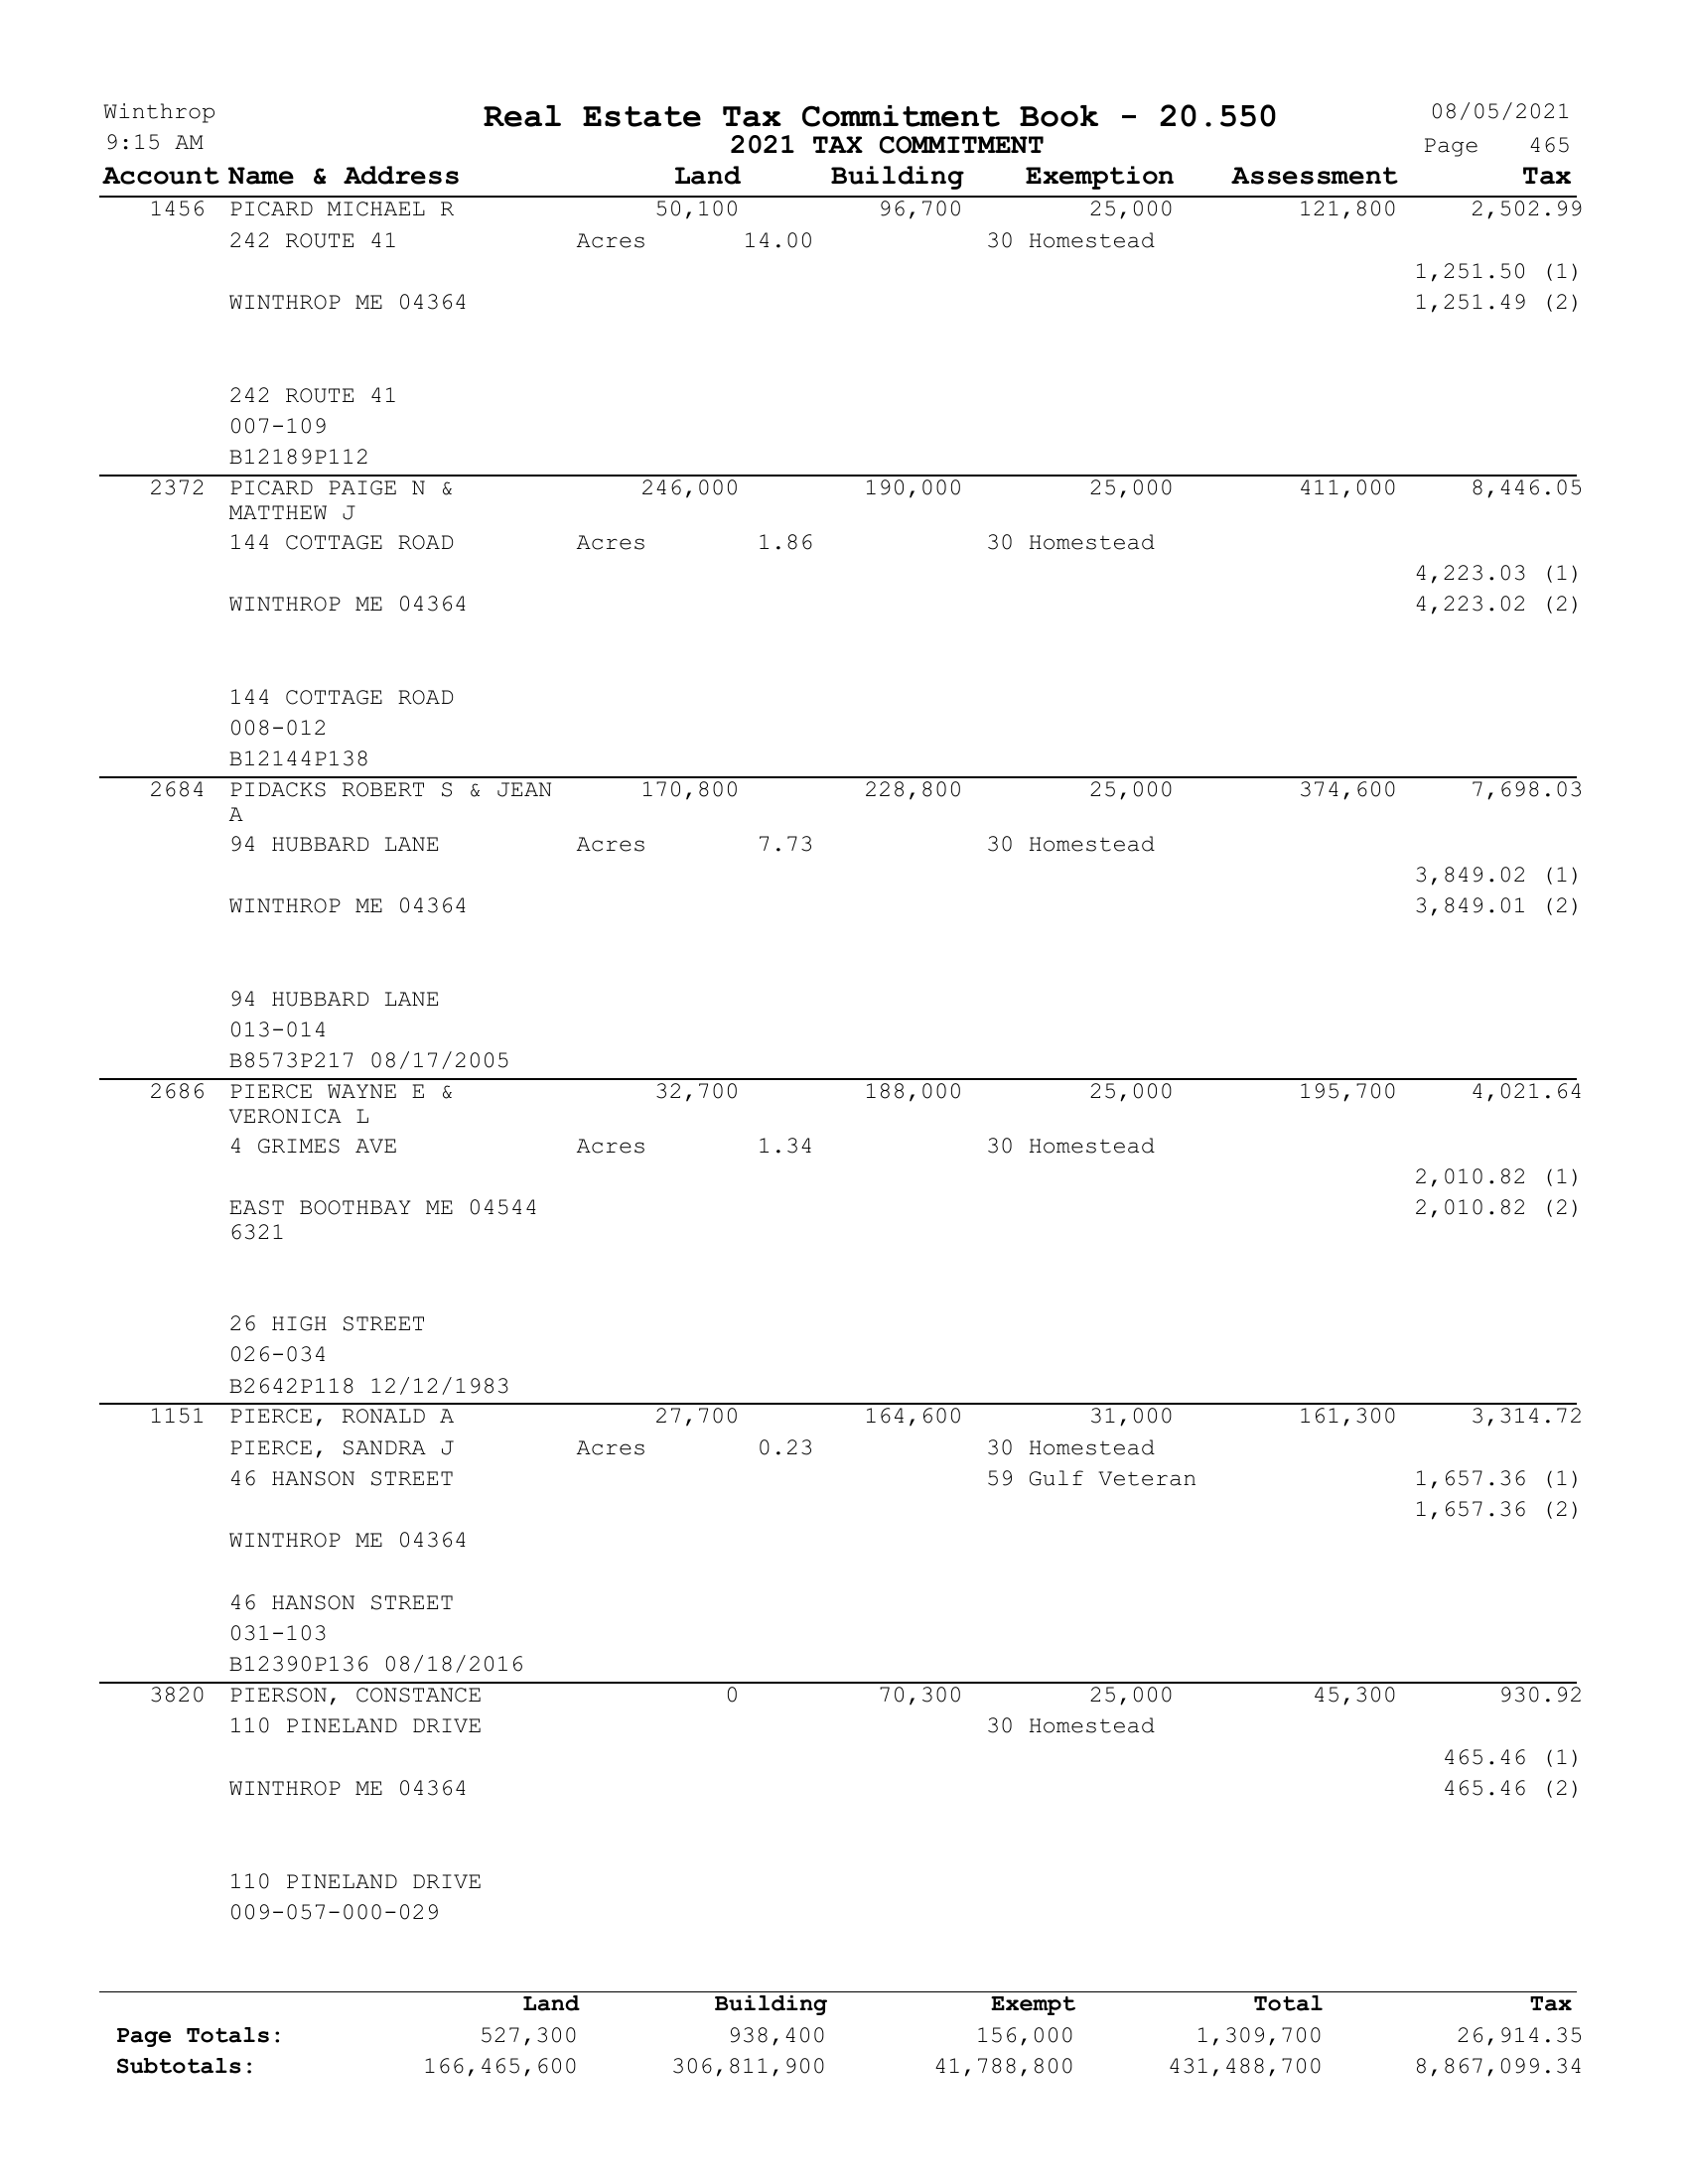 Winthrop Real Estate Tax Commitment Book - 20.550 08/05/2021
9:15 AM 2021 TAX COMMITMENT Page 465
Account Name & Address Land Building Exemption Assessment Tax
1456 PICARD MICHAEL R 50,100 96,700 25,000 121,800 2,502.99
242 ROUTE 41 Acres 14.00 30 Homestead
1,251.50 (1)
WINTHROP ME 04364 1,251.49 (2)
242 ROUTE 41
007-109
B12189P112
2372 PICARD PAIGE N & 246,000 190,000 25,000 411,000 8,446.05
MATTHEW J
144 COTTAGE ROAD Acres 1.86 30 Homestead
4,223.03 (1)
WINTHROP ME 04364 4,223.02 (2)
144 COTTAGE ROAD
008-012
B12144P138
2684 PIDACKS ROBERT S & JEAN 170,800 228,800 25,000 374,600 7,698.03
A
94 HUBBARD LANE Acres 7.73 30 Homestead
3,849.02 (1)
WINTHROP ME 04364 3,849.01 (2)
94 HUBBARD LANE
013-014
B8573P217 08/17/2005
2686 PIERCE WAYNE E & 32,700 188,000 25,000 195,700 4,021.64
VERONICA L
4 GRIMES AVE Acres 1.34 30 Homestead
2,010.82 (1)
EAST BOOTHBAY ME 04544 2,010.82 (2)
6321
26 HIGH STREET
026-034
B2642P118 12/12/1983
1151 PIERCE, RONALD A 27,700 164,600 31,000 161,300 3,314.72
PIERCE, SANDRA J Acres 0.23 30 Homestead
46 HANSON STREET 59 Gulf Veteran 1,657.36 (1)
1,657.36 (2)
WINTHROP ME 04364
46 HANSON STREET
031-103
B12390P136 08/18/2016
3820 PIERSON, CONSTANCE 0 70,300 25,000 45,300 930.92
110 PINELAND DRIVE 30 Homestead
465.46 (1)
WINTHROP ME 04364 465.46 (2)
110 PINELAND DRIVE
009-057-000-029
Land Building Exempt Total Tax
Page Totals: 527,300 938,400 156,000 1,309,700 26,914.35
Subtotals: 166,465,600 306,811,900 41,788,800 431,488,700 8,867,099.34